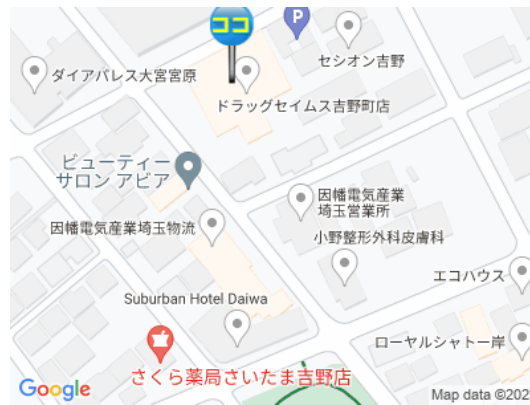 ココ
P
セシオン吉野
ダイアパレス大宮宮原
ドラッグセイムス吉野町店
ビューティー
サロン アピア
因幡電気産業
埼玉営業所
因幡電気産業埼玉物流
小野整形外科皮膚科
エコハウス
Suburban Hotel Daiwa
ローヤルシャトー岸
さくら薬局さいたま吉野店
Google
Map data ©202